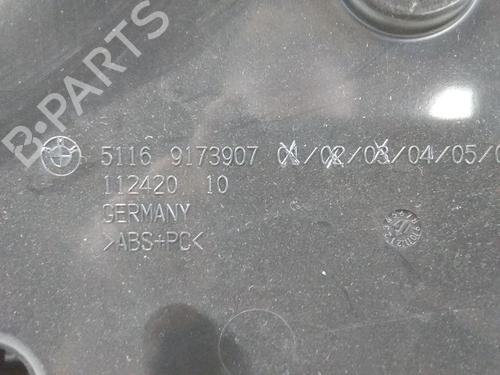 B-PARTS
5116 9173907 01/02/03/04/05/0
112420 10
GERMANY
>ABS+PC<